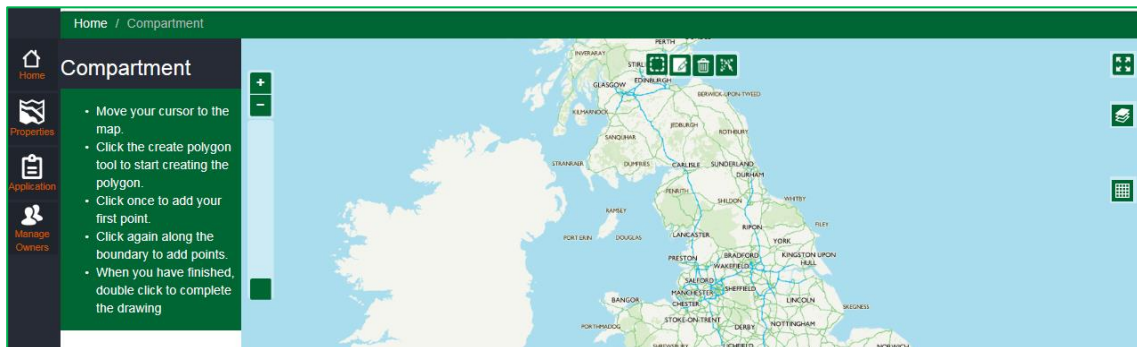 Home / Compartment
Home
Properties
Application
Manage
Owners
Compartment
• Move your cursor to the
map.
• Click the create polygon
tool to start creating the
polygon.
• Click once to add your
first point.
• Click again along the
boundary to add points.
• When you have finished,
double click to complete
the drawing
+
−
PERTH
INVERARAY
STIRL
GLASGOW
EDINBURGH
BERWICK-UPON-TWEED
KILMARNOCK
JEDBURGH
SANQUHAR
ROTHBURY
STRANRAER
DUMFRIES
CARLISLE
SUNDERLAND
DURHAM
PENRITH
SHILDON
WHITBY
RAMSEY
RIPON
FILEY
PORT ERIN
DOUGLAS
LANCASTER
YORK
PRESTON
BRADFORD
KINGSTON UPON
HULL
WAKEFIELD
SALFORD
MANCHESTER
SHEFFIELD
BANGOR
CHESTER
LINCOLN
SKEGNESS
STOKE-ON-TRENT
PORTHMADOG
DERBY
NOTTINGHAM
SHREWSBURY
LICHFIELD
NORWICH